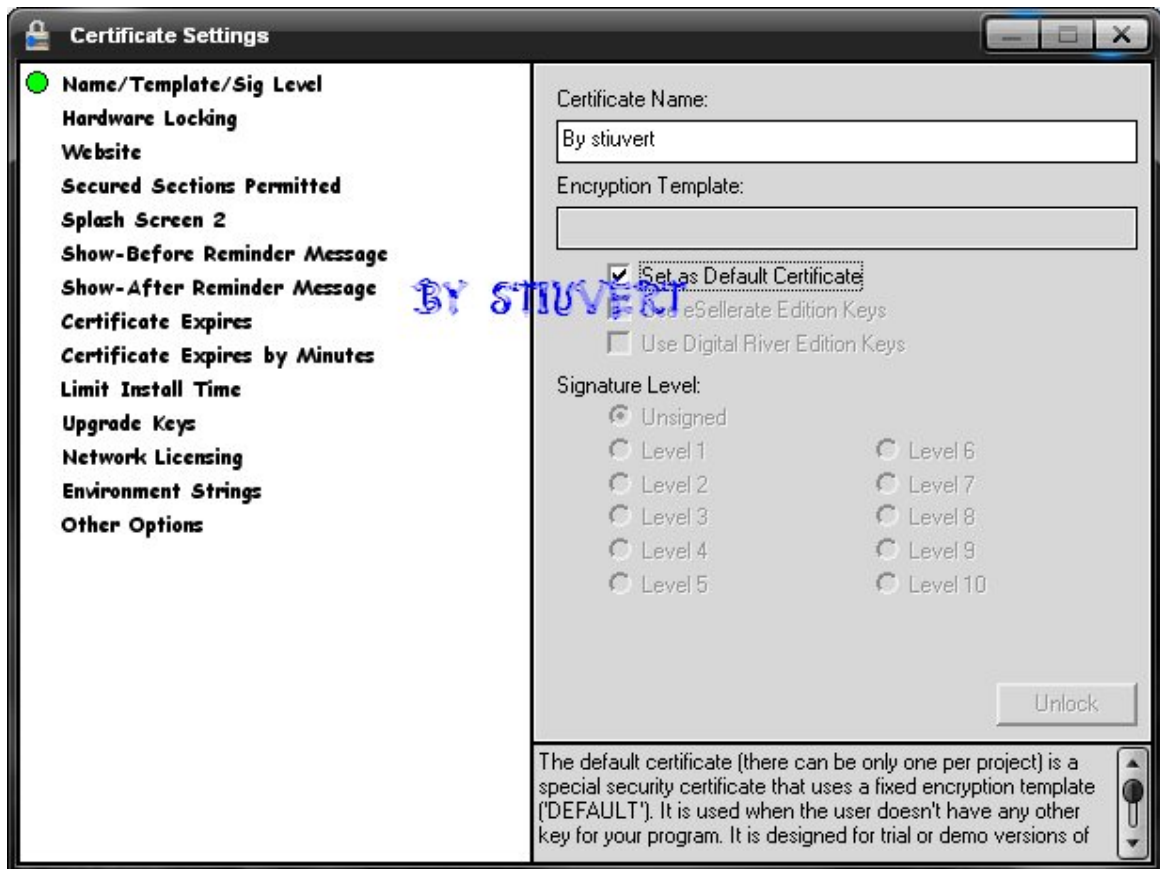 Certificate Settings
Name/Template/Sig Level
Hardware Locking
Website
Secured Sections Permitted
Splash Screen 2
Show-Before Reminder Message
Show-After Reminder Message
Certificate Expires
Certificate Expires by Minutes
Limit Install Time
Upgrade Keys
Network Licensing
Environment Strings
Other Options
Certificate Name:
By stiuvert
Encryption Template:
Set as Default Certificate
BY STIUVERT
Use eSellerate Edition Keys
Use Digital River Edition Keys
Signature Level:
Unsigned
Level 1
Level 2
Level 3
Level 4
Level 5
Level 6
Level 7
Level 8
Level 9
Level 10
Unlock
The default certificate (there can be only one per project) is a
special security certificate that uses a fixed encryption template
('DEFAULT'). It is used when the user doesn't have any other
key for your program. It is designed for trial or demo versions of